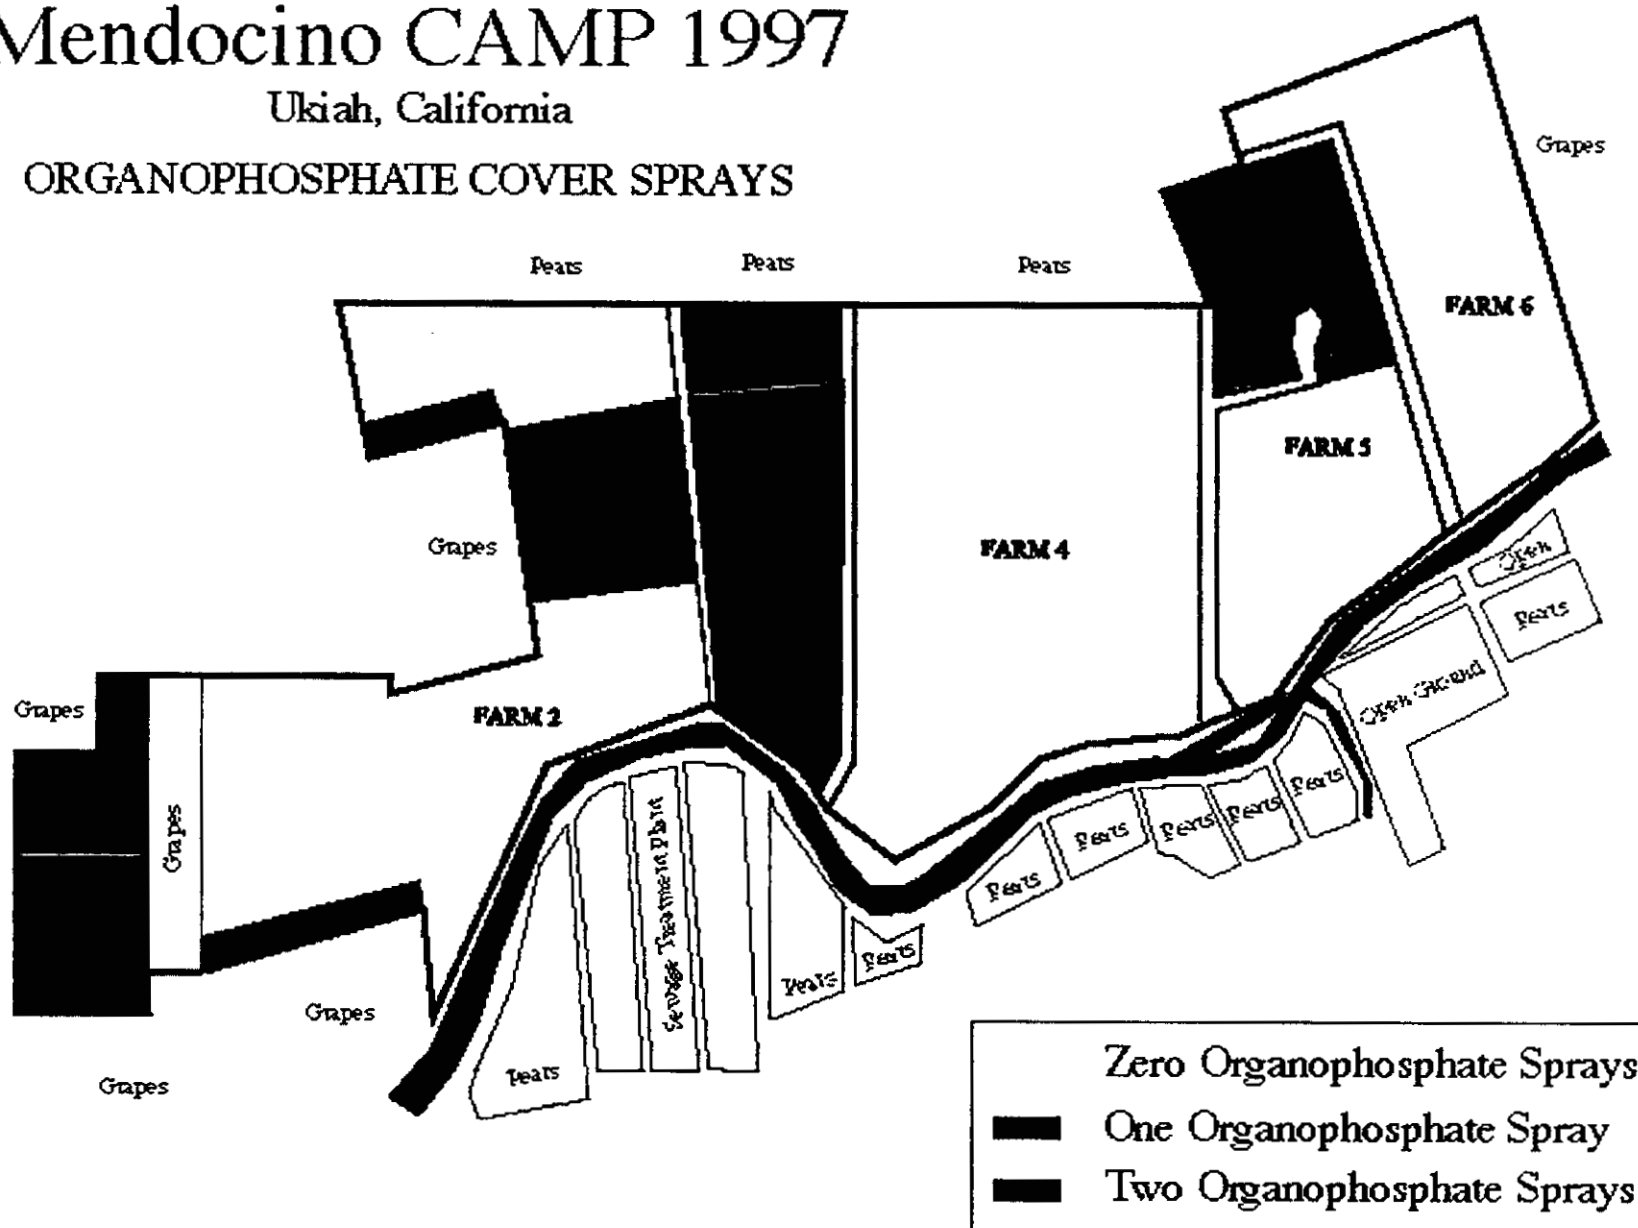 Mendocino CAMP 1997
Ukiah, California
ORGANOPHOSPHATE COVER SPRAYS
Grapes
Pears
Pears
Pears
FARM 6
FARM 5
Grapes
FARM 4
Open
Pears
Grapes
FARM 2
Open Ground
Grapes
Sewage Treatment Plant
Pears
Pears
Pears
Pears
Pears
Pears
Pears
Grapes
Pears
Grapes
Zero Organophosphate Sprays
One Organophosphate Spray
Two Organophosphate Sprays